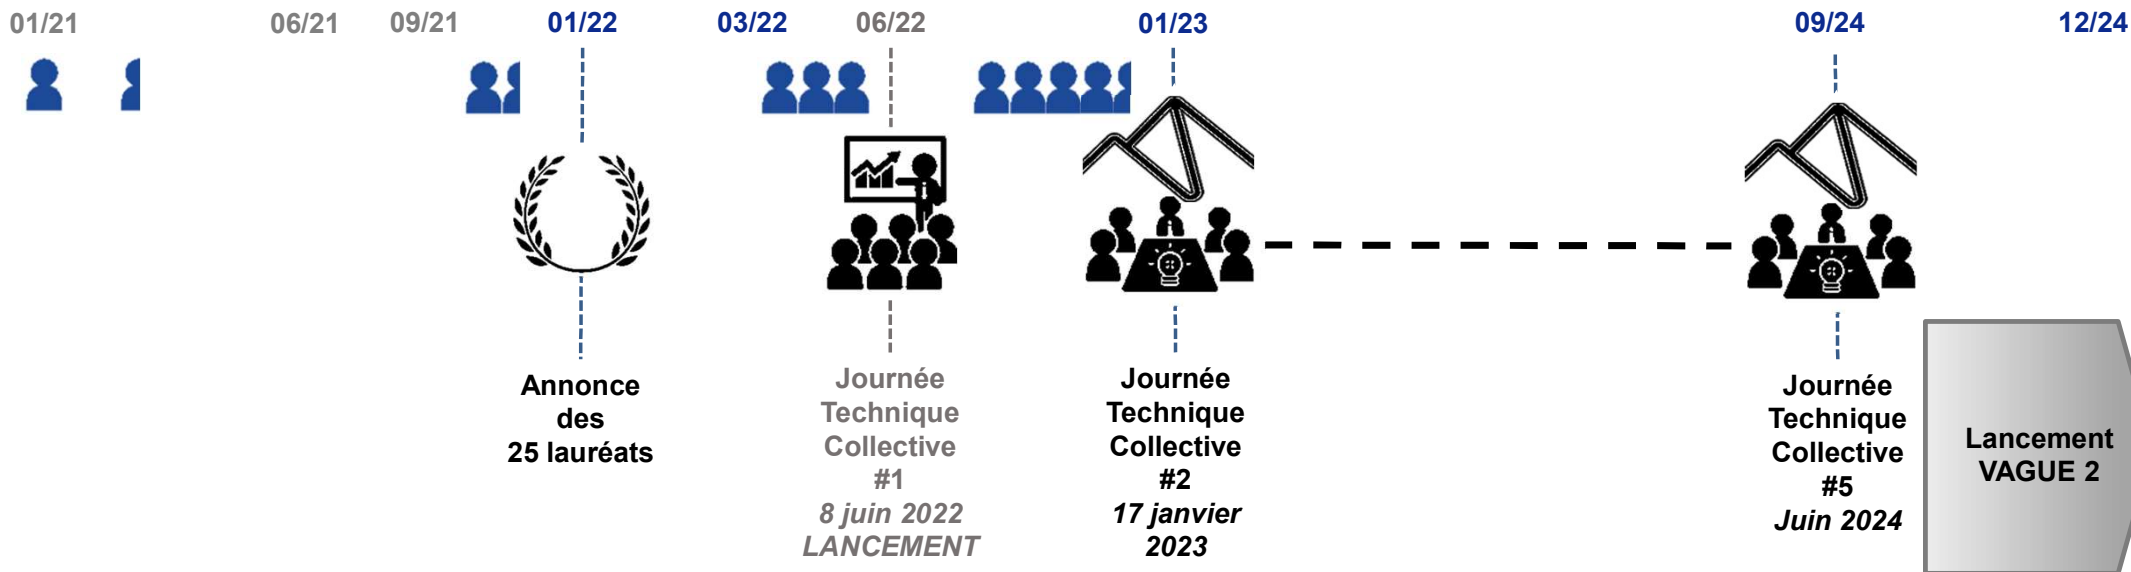 01/21
06/21
09/21
01/22
03/22
06/22
01/23
09/24
12/24
Annonce
des
25 lauréats
Journée
Technique
Collective
#1
8 juin 2022
LANCEMENT
Journée
Technique
Collective
#2
17 janvier
2023
Journée
Technique
Collective
#5
Juin 2024
Lancement
VAGUE 2